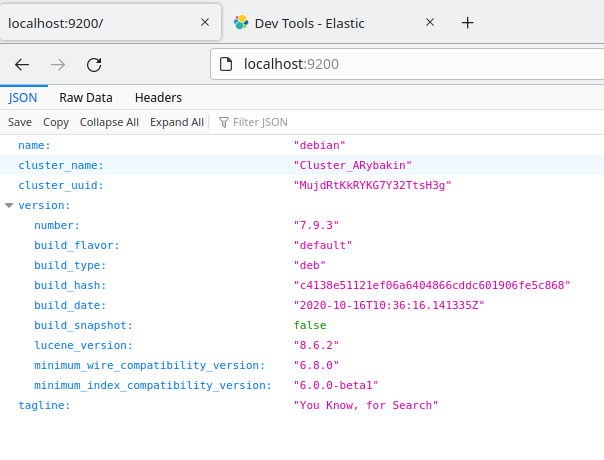 localhost:9200/
Dev Tools - Elastic
localhost:9200
JSON Raw Data Headers
Save Copy Collapse All Expand All Filter JSON
name: "debian"
cluster_name: "Cluster_ARybakin"
cluster_uuid: "MujdRtKkRYKG7Y32TtsH3g"
version:
number: "7.9.3"
build_flavor: "default"
build_type: "deb"
build_hash: "c4138e51121ef06a6404866cddc601906fe5c868"
build_date: "2020-10-16T10:36:16.141335Z"
build_snapshot: false
lucene_version: "8.6.2"
minimum_wire_compatibility_version: "6.8.0"
minimum_index_compatibility_version: "6.0.0-beta1"
tagline: "You Know, for Search"